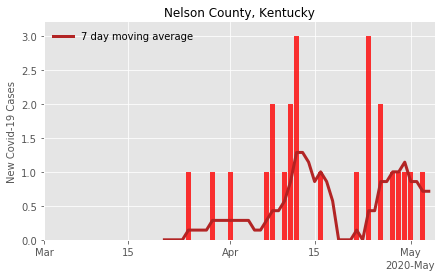 Nelson County, Kentucky
7 day moving average
New Covid-19 Cases
3.0
2.5
2.0
1.5
1.0
0.5
0.0
Mar 15 Apr 15 May
2020-May